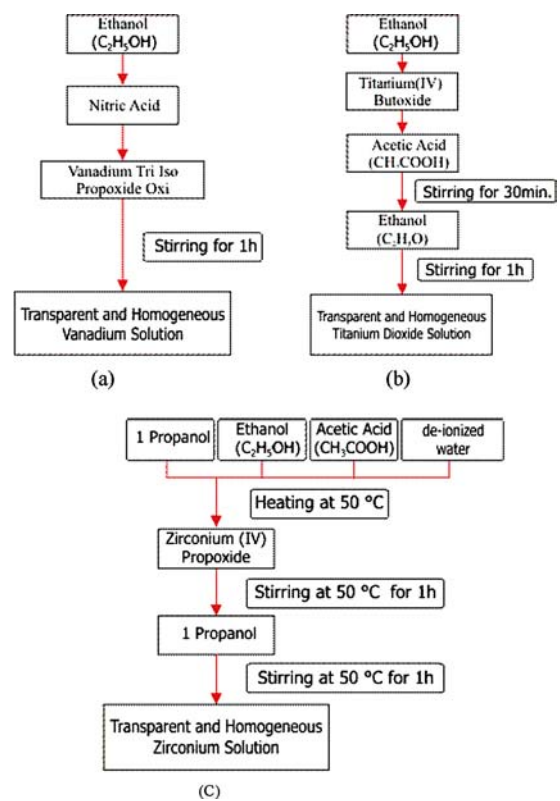 Ethanol
(C₂H₅OH)
Nitric Acid
Vanadium Tri Iso
Propoxide Oxi
Stirring for 1h
Transparent and Homogeneous
Vanadium Solution
(a)
Ethanol
(C₂H₅OH)
Titanium(IV)
Butoxide
Acetic Acid
(CH₃COOH)
Stirring for 30min.
Ethanol
(C₂H₅O)
Stirring for 1h
Transparent and Homogeneous
Titanium Dioxide Solution
(b)
1 Propanol
Ethanol
(C₂H₅OH)
Acetic Acid
(CH₃COOH)
de-ionized
water
Heating at 50 °C
Zirconium (IV)
Propoxide
Stirring at 50 °C for 1h
1 Propanol
Stirring at 50 °C for 1h
Transparent and Homogeneous
Zirconium Solution
(C)